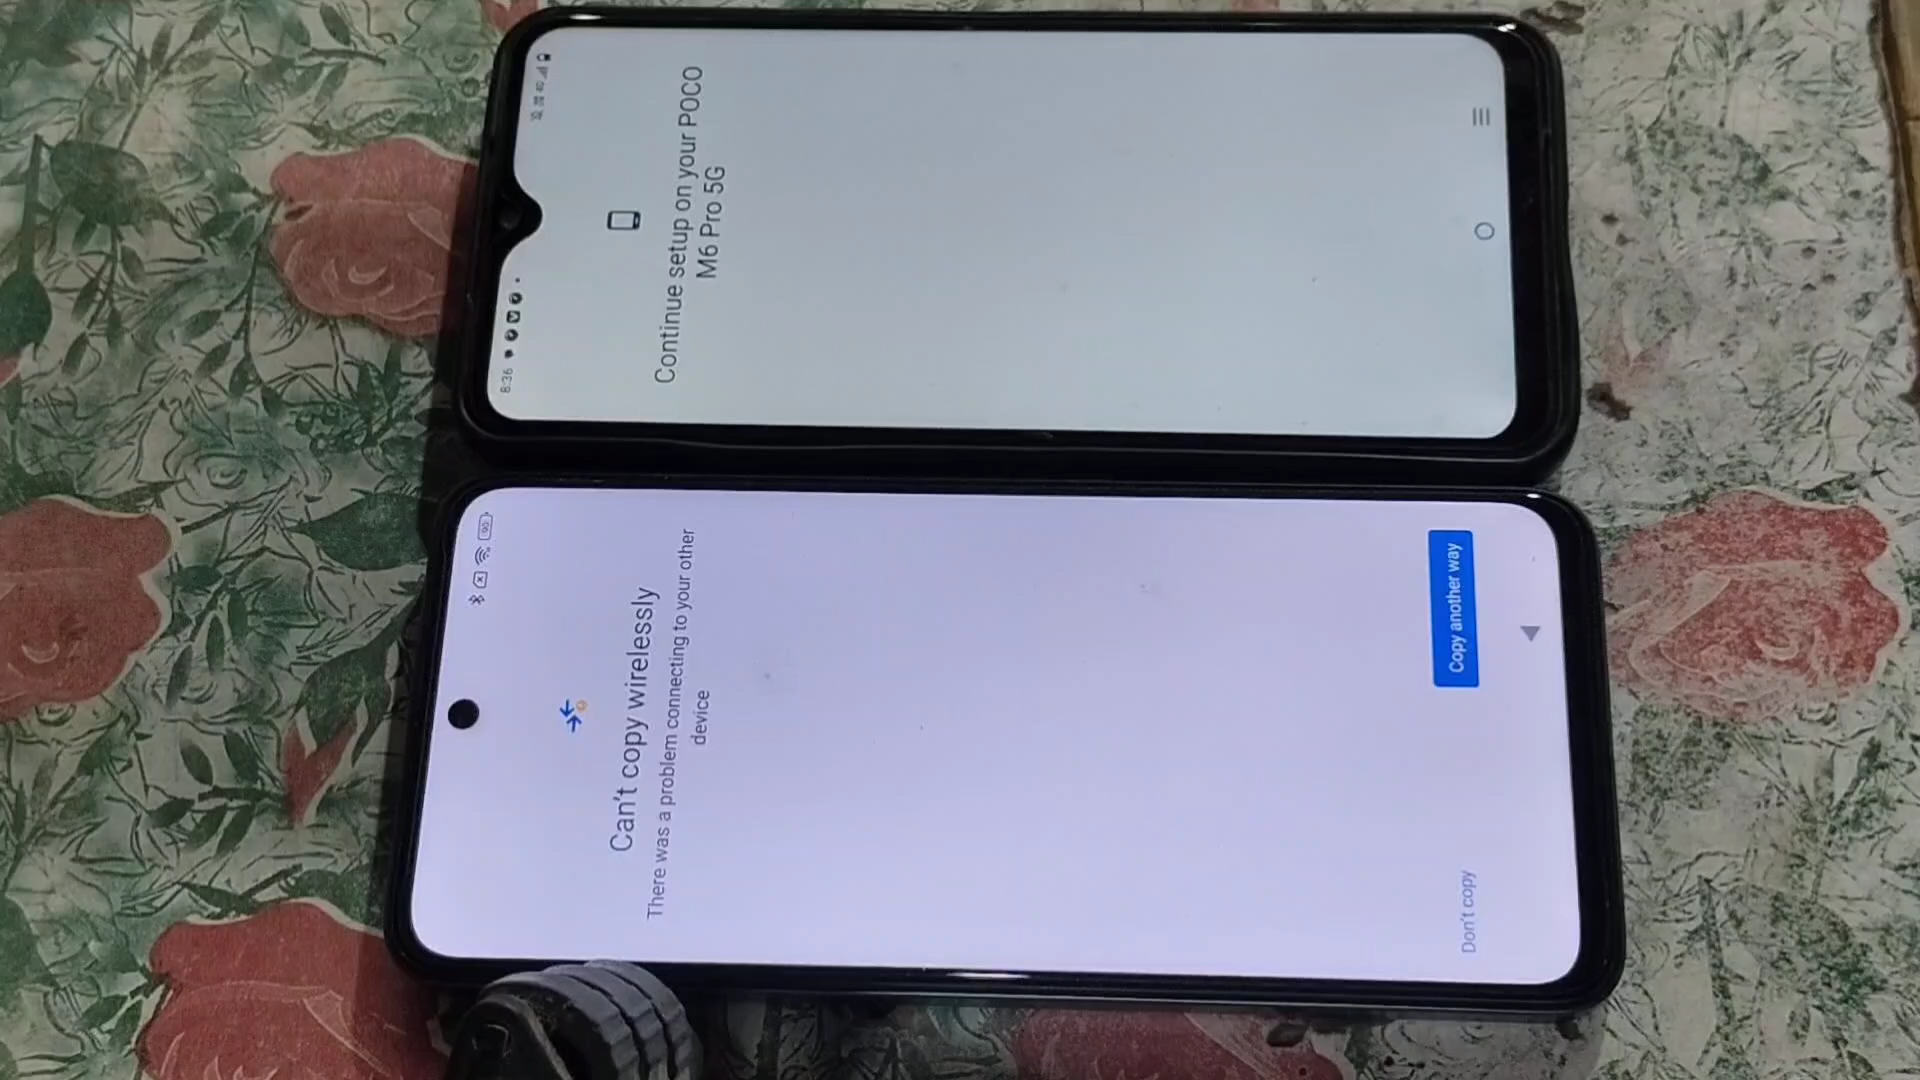 8:36
Continue setup on your POCO
M6 Pro 5G
Can't copy wirelessly
There was a problem connecting to your other
device
Don't copy
Copy another way